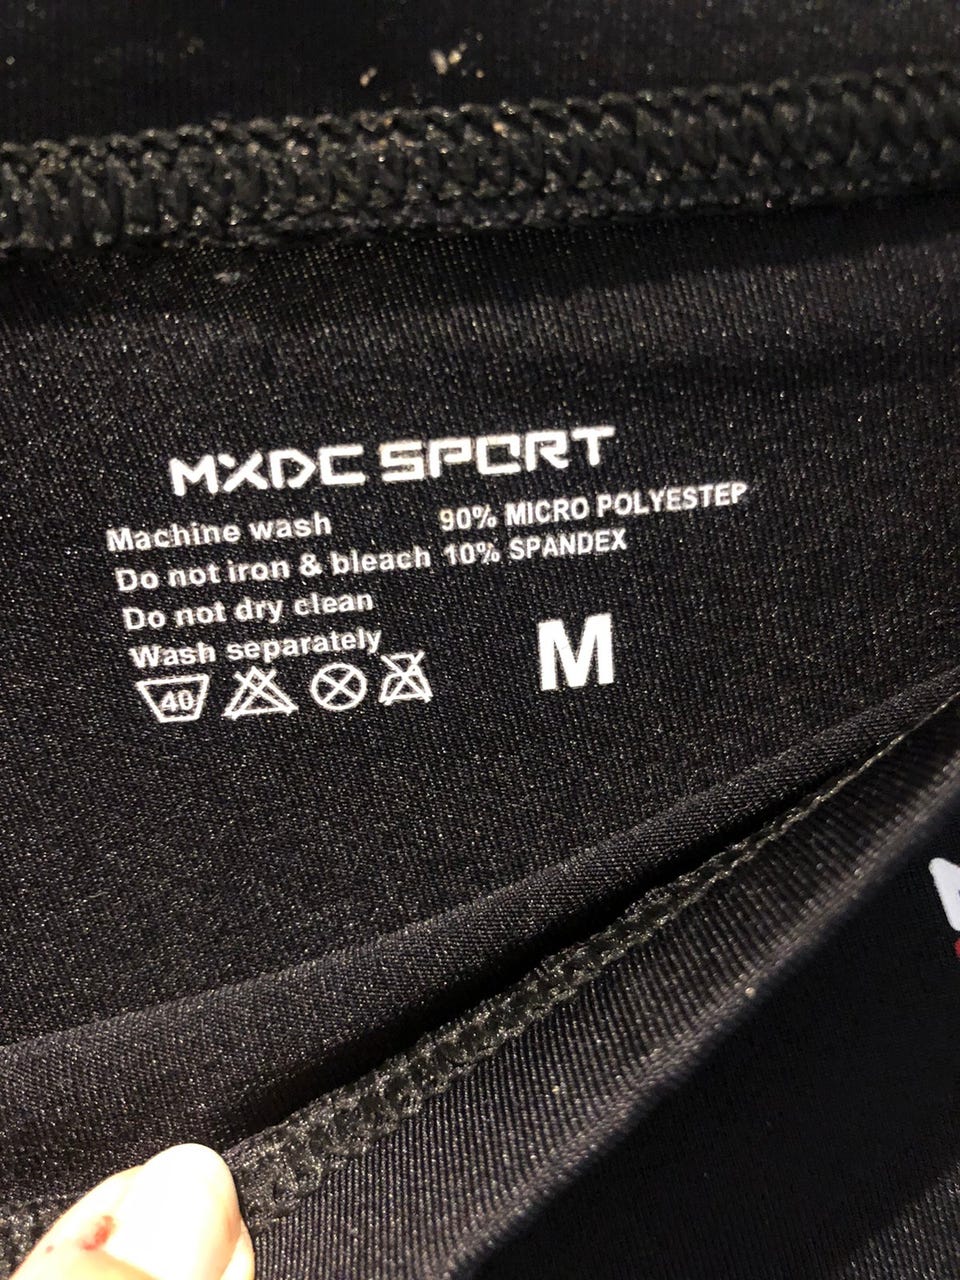 MXDC SPORT
Machine wash
Do not iron & bleach
Do not dry clean
Wash separately
40
90% MICRO POLYESTER
10% SPANDEX
M